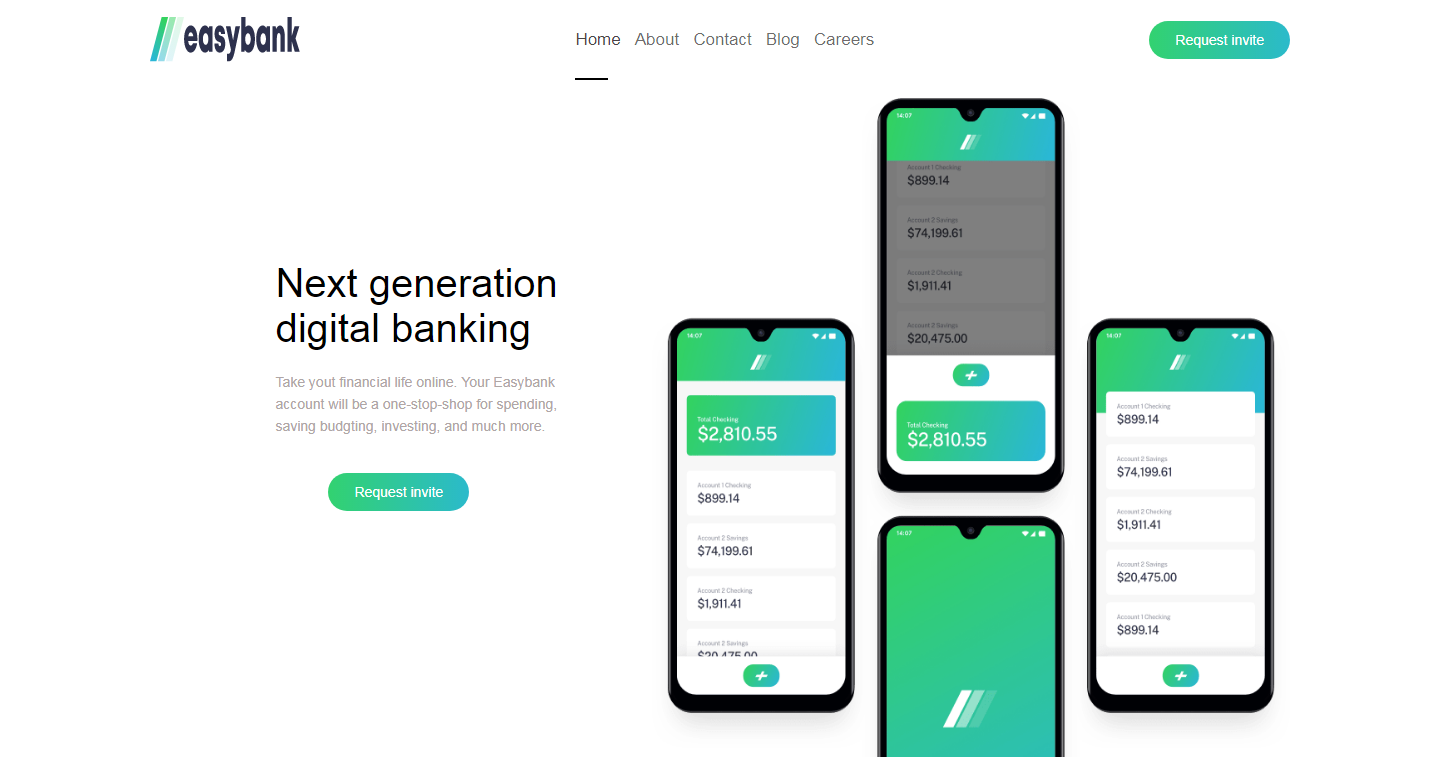 easybank
Home About Contact Blog Careers
Request invite
Next generation
digital banking
Take yout financial life online. Your Easybank
account will be a one-stop-shop for spending,
saving budgting, investing, and much more.
Request invite
14:07
Account 1 Checking
$899.14
Account 2 Savings
$74,199.61
Account 2 Checking
$1,911.41
Account 2 Savings
$20,475.00
Total Checking
$2,810.55
14:07
Total Checking
$2,810.55
Account 1 Checking
$899.14
Account 2 Savings
$74,199.61
Account 2 Checking
$1,911.41
Account 2 Savings
$20,475.00
14:07
Account 1 Checking
$899.14
Account 2 Savings
$74,199.61
Account 2 Checking
$1,911.41
Account 2 Savings
$20,475.00
Account 1 Checking
$899.14
14:07